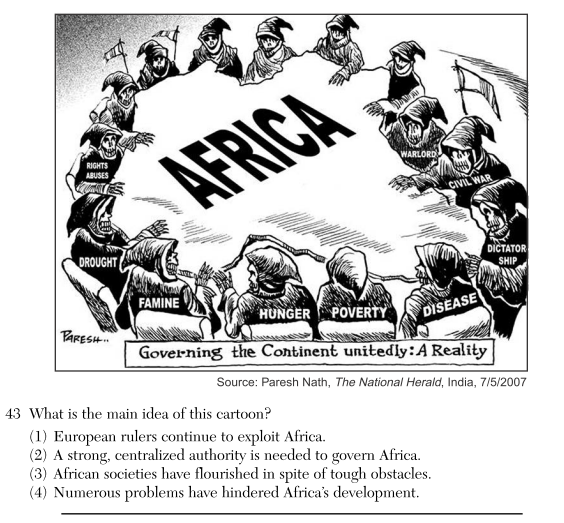 AFRICA
RIGHTS
ABUSES
WARLORD
CIVIL WAR
DROUGHT
DICTATOR
SHIP
FAMINE
HUNGER
POVERTY
DISEASE
PARESH..
Governing the Continent unitedly: A Reality
Source: Paresh Nath, The National Herald, India, 7/5/2007
43 What is the main idea of this cartoon?
(1) European rulers continue to exploit Africa.
(2) A strong, centralized authority is needed to govern Africa.
(3) African societies have flourished in spite of tough obstacles.
(4) Numerous problems have hindered Africa’s development.